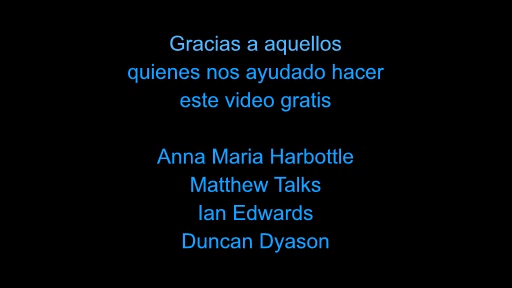 Gracias a aquellos
quienes nos ayudado hacer
este video gratis
Anna Maria Harbottle
Matthew Talks
Ian Edwards
Duncan Dyason